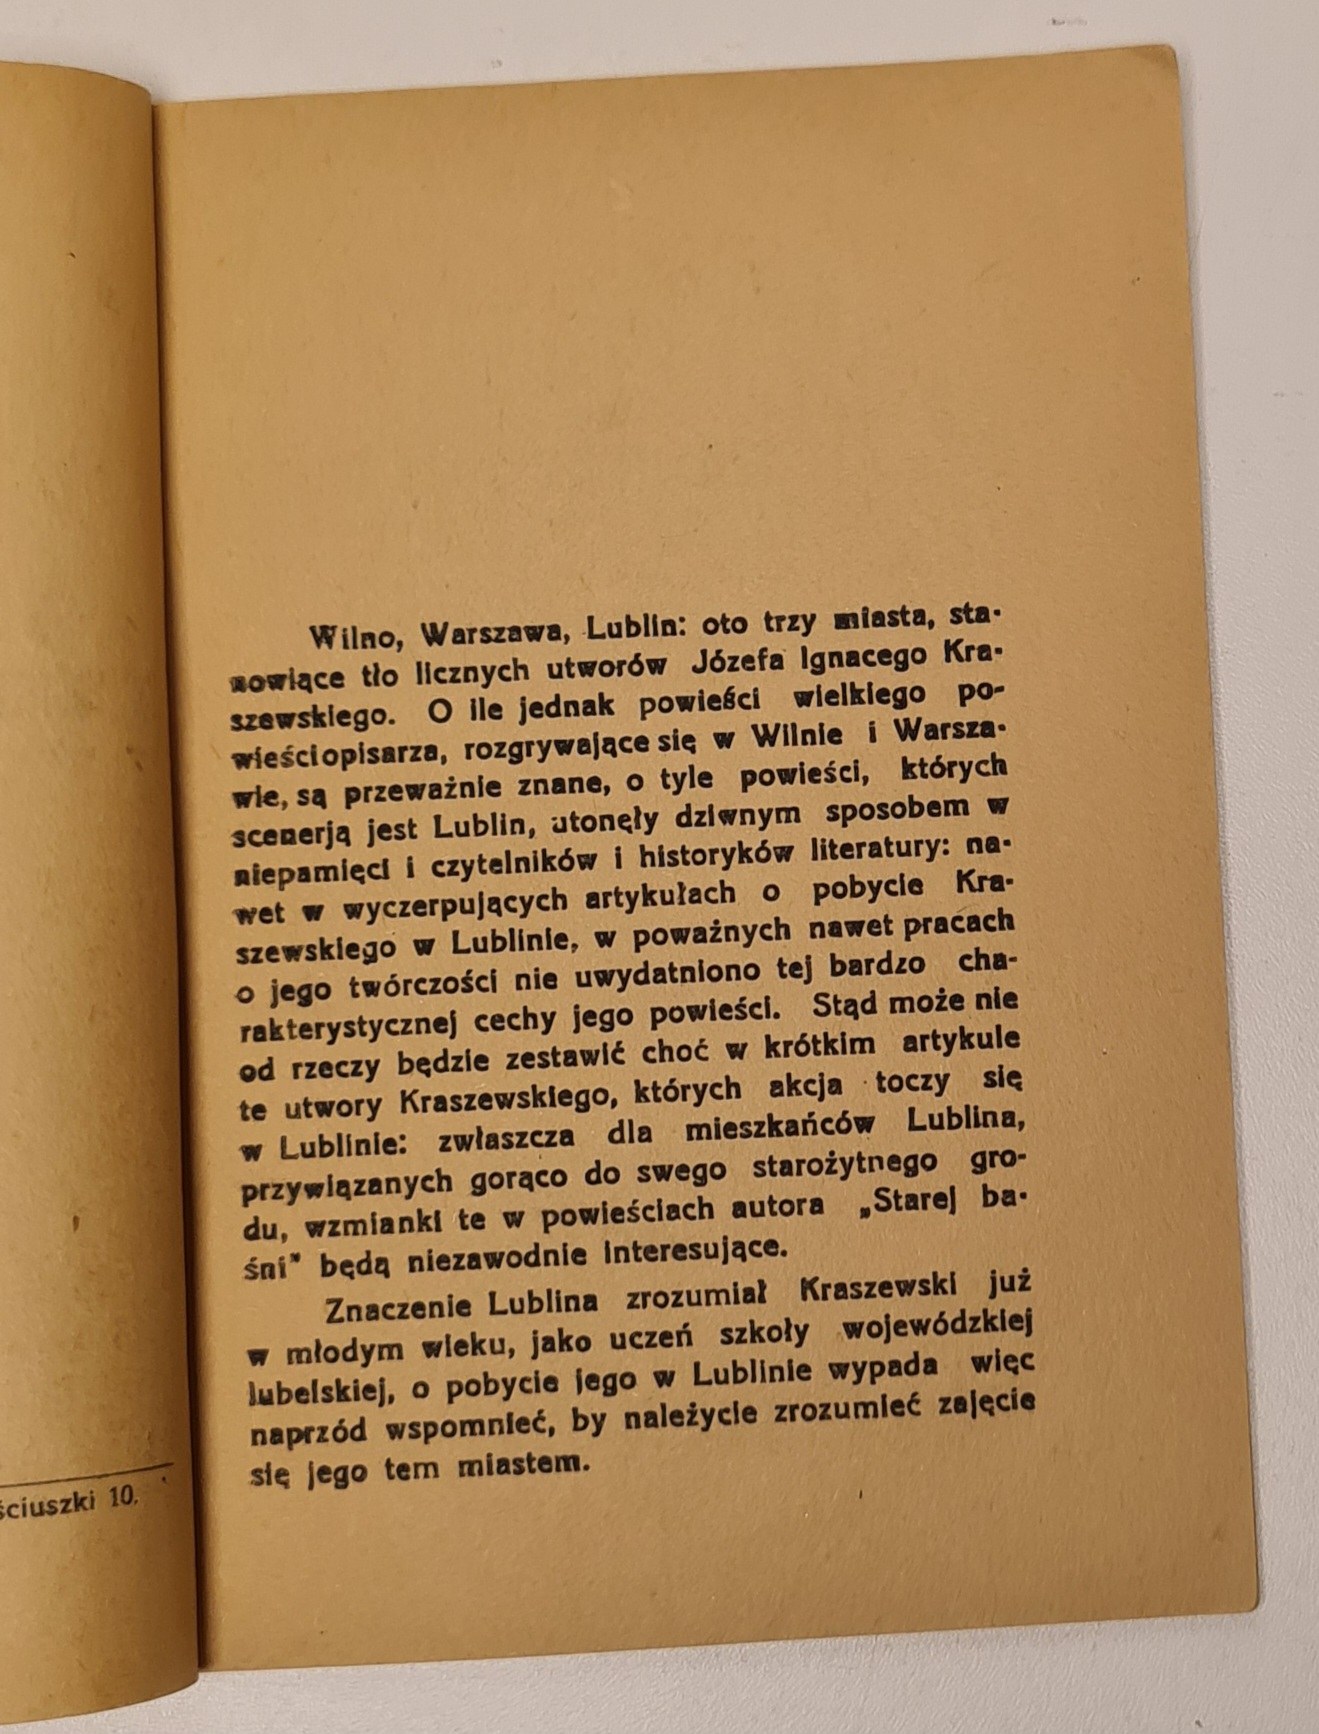 Wilno, Warszawa, Lublin: oto trzy miasta, sta-
nowiące tło licznych utworów Józefa Ignacego Kra-
szewskiego. O ile jednak powieści wielkiego po-
wieściopisarza, rozgrywające się w Wilnie i Warsza-
wie, są przeważnie znane, o tyle powieści, których
scenerją jest Lublin, utonęły dziwnym sposobem w
niepamięci i czytelników i historyków literatury: na-
wet w wyczerpujących artykułach o pobycie Kra-
szewskiego w Lublinie, w poważnych nawet pracach
o jego twórczości nie uwydatniono tej bardzo cha-
rakterystycznej cechy jego powieści. Stąd może nie
od rzeczy będzie zestawić choć w krótkim artykule
te utwory Kraszewskiego, których akcja toczy się
w Lublinie: zwłaszcza dla mieszkańców Lublina,
przywiązanych gorąco do swego starożytnego gro-
du, wzmianki te w powieściach autora „Starej ba-
śni" będą niezawodnie interesujące.
Znaczenie Lublina zrozumiał Kraszewski już
w młodym wieku, jako uczeń szkoły wojewódzkiej
lubelskiej, o pobycie jego w Lublinie wypada więc
naprzód wspomnieć, by należycie zrozumieć zajęcie
się jego tem miastem.
ściuszki 10.